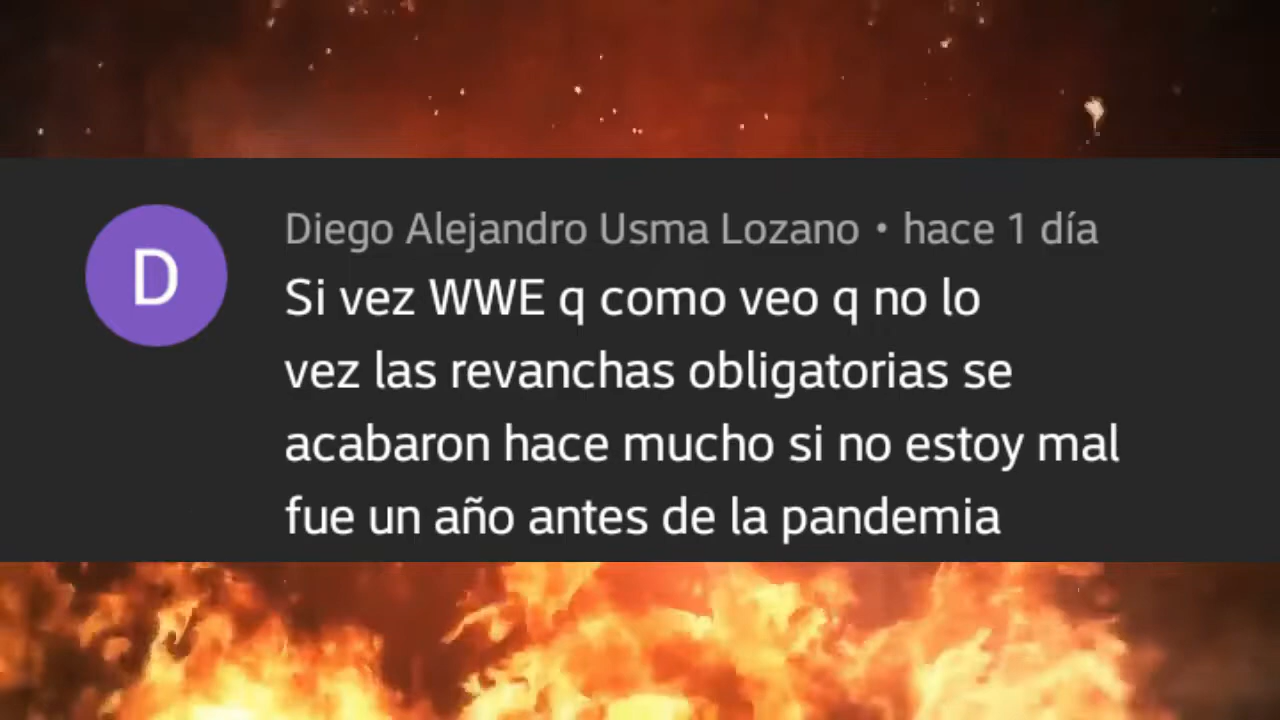 D
Diego Alejandro Usma Lozano • hace 1 día
Si vez WWE q como veo q no lo
vez las revanchas obligatorias se
acabaron hace mucho si no estoy mal
fue un año antes de la pandemia